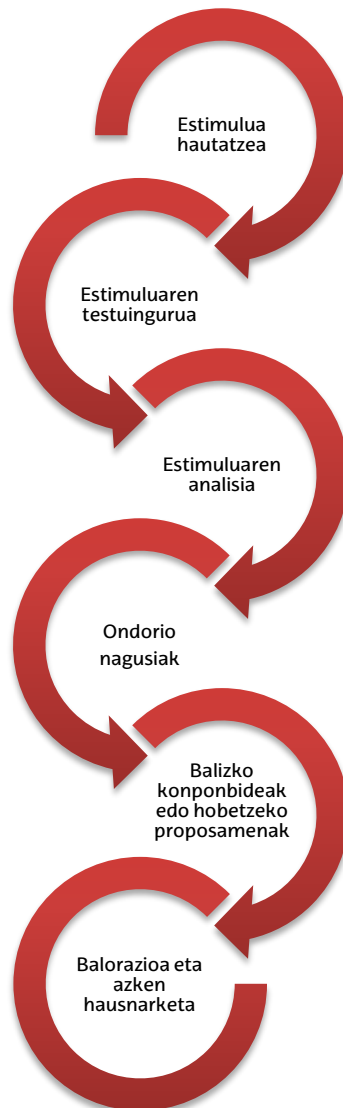 Estimulua
hautatzea
Estimuluaren
testuingurua
Estimuluaren
analisia
Ondorio
nagusiak
Balizko
konponbideak
edo hobetzeko
proposamenak
Balorazioa eta
azken
hausnarketa